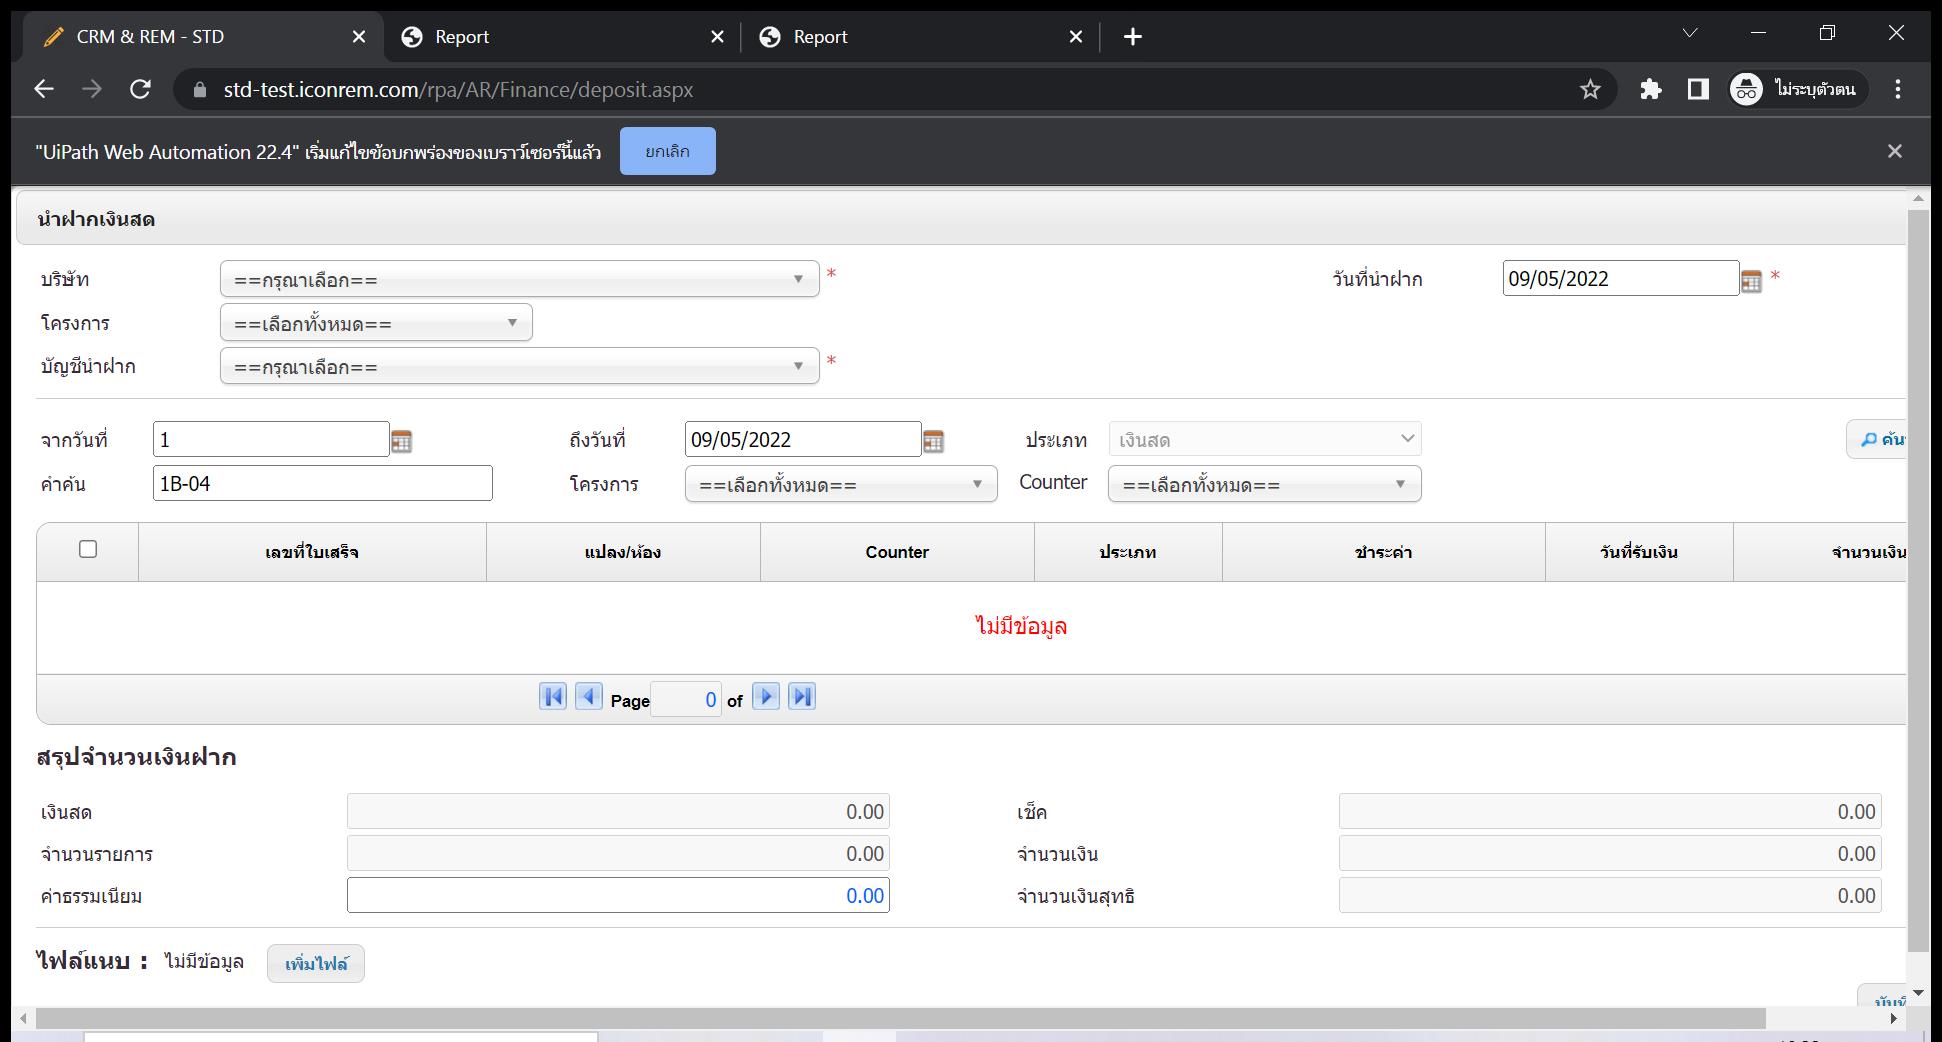 CRM & REM - STD
Report
Report
std-test.iconrem.com/rpa/AR/Finance/deposit.aspx
ไม่ระบุตัวตน
"UiPath Web Automation 22.4" เริ่มแก้ไขข้อบกพร่องของเบราว์เซอร์นี้แล้ว ยกเลิก
นำฝากเงินสด
บริษัท ==กรุณาเลือก== * วันที่นำฝาก 09/05/2022 *
โครงการ ==เลือกทั้งหมด==
บัญชีนำฝาก ==กรุณาเลือก== *
จากวันที่ 1 ถึงวันที่ 09/05/2022 ประเภท เงินสด
คำค้น 1B-04 โครงการ ==เลือกทั้งหมด== Counter ==เลือกทั้งหมด==
เลขที่ใบเสร็จ แปลง/ห้อง Counter ประเภท ชำระค่า วันที่รับเงิน จำนวนเงิน
ไม่มีข้อมูล
Page 0 of
สรุปจำนวนเงินฝาก
เงินสด 0.00 เช็ค 0.00
จำนวนรายการ 0.00 จำนวนเงิน 0.00
ค่าธรรมเนียม 0.00 จำนวนเงินสุทธิ 0.00
ไฟล์แนบ : ไม่มีข้อมูล เพิ่มไฟล์